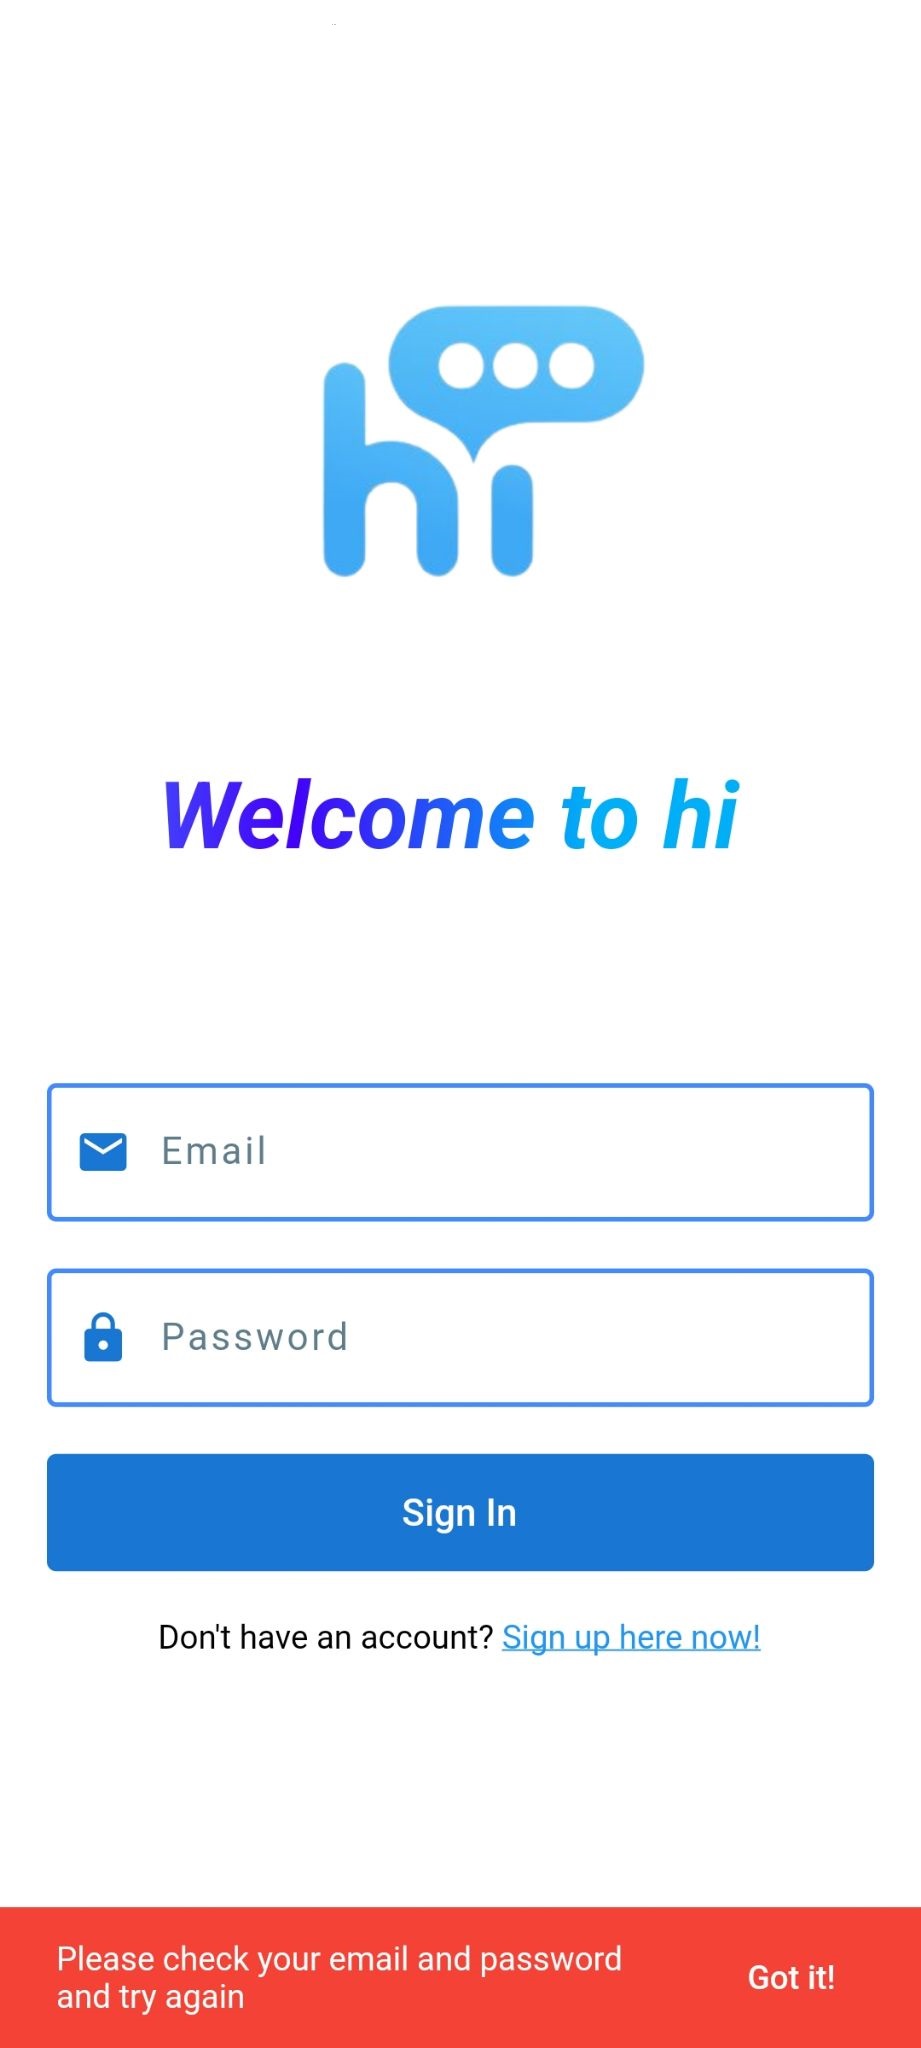 hi
Welcome to hi
Email
Password
Sign In
Don't have an account? Sign up here now!
Please check your email and password
and try again
Got it!